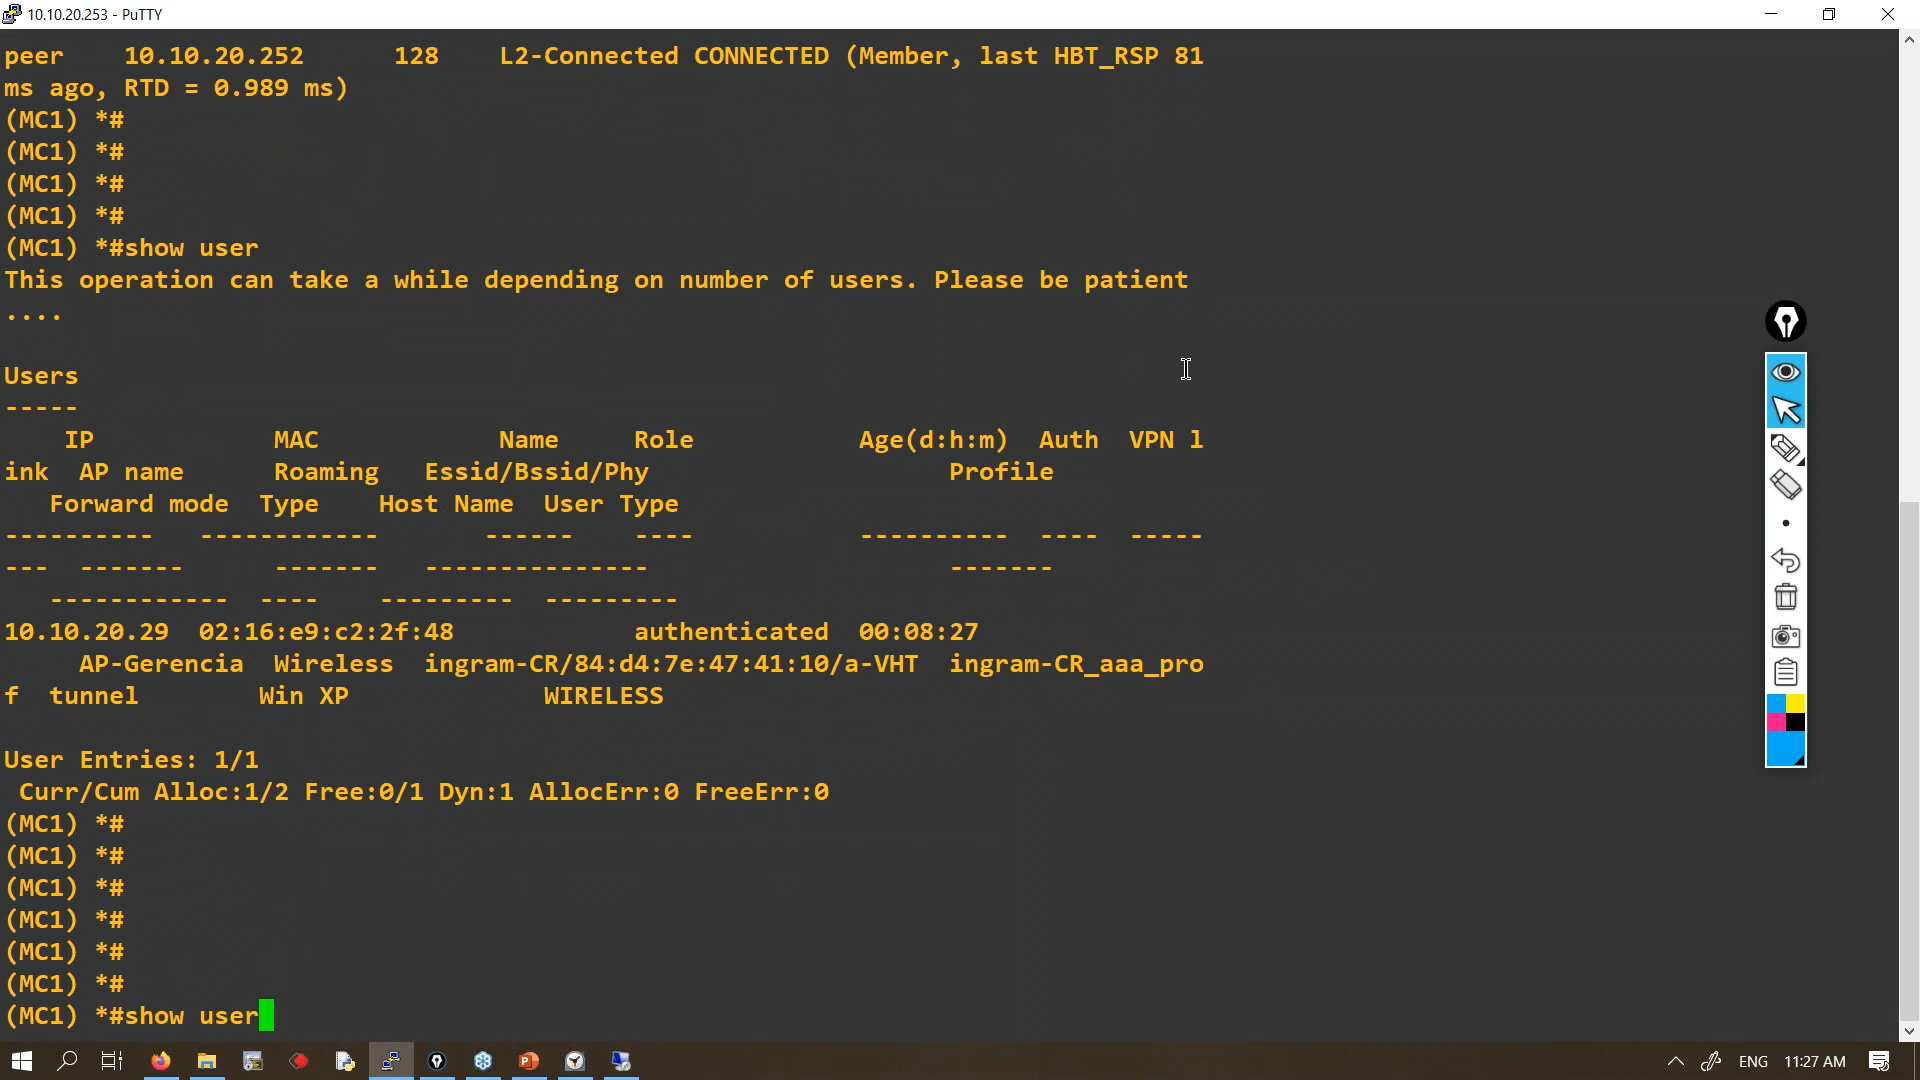 10.10.20.253 - PuTTY
peer    10.10.20.252      128    L2-Connected CONNECTED (Member, last HBT_RSP 81
ms ago, RTD = 0.989 ms)
(MC1) *#
(MC1) *#
(MC1) *#
(MC1) *#
(MC1) *#show user
This operation can take a while depending on number of users. Please be patient
....
Users
-----
    IP            MAC            Name     Role           Age(d:h:m)  Auth  VPN l
ink  AP name      Roaming   Essid/Bssid/Phy                    Profile
   Forward mode  Type    Host Name  User Type
----------   ------------       ------    ----           ----------  ----  -----
---  -------      -------   ---------------                    -------
   ------------  ----    ---------  ---------
10.10.20.29  02:16:e9:c2:2f:48            authenticated  00:08:27
     AP-Gerencia  Wireless  ingram-CR/84:d4:7e:47:41:10/a-VHT  ingram-CR_aaa_pro
f  tunnel        Win XP             WIRELESS
User Entries: 1/1
 Curr/Cum Alloc:1/2 Free:0/1 Dyn:1 AllocErr:0 FreeErr:0
(MC1) *#
(MC1) *#
(MC1) *#
(MC1) *#
(MC1) *#
(MC1) *#
(MC1) *#show user
ENG 11:27 AM